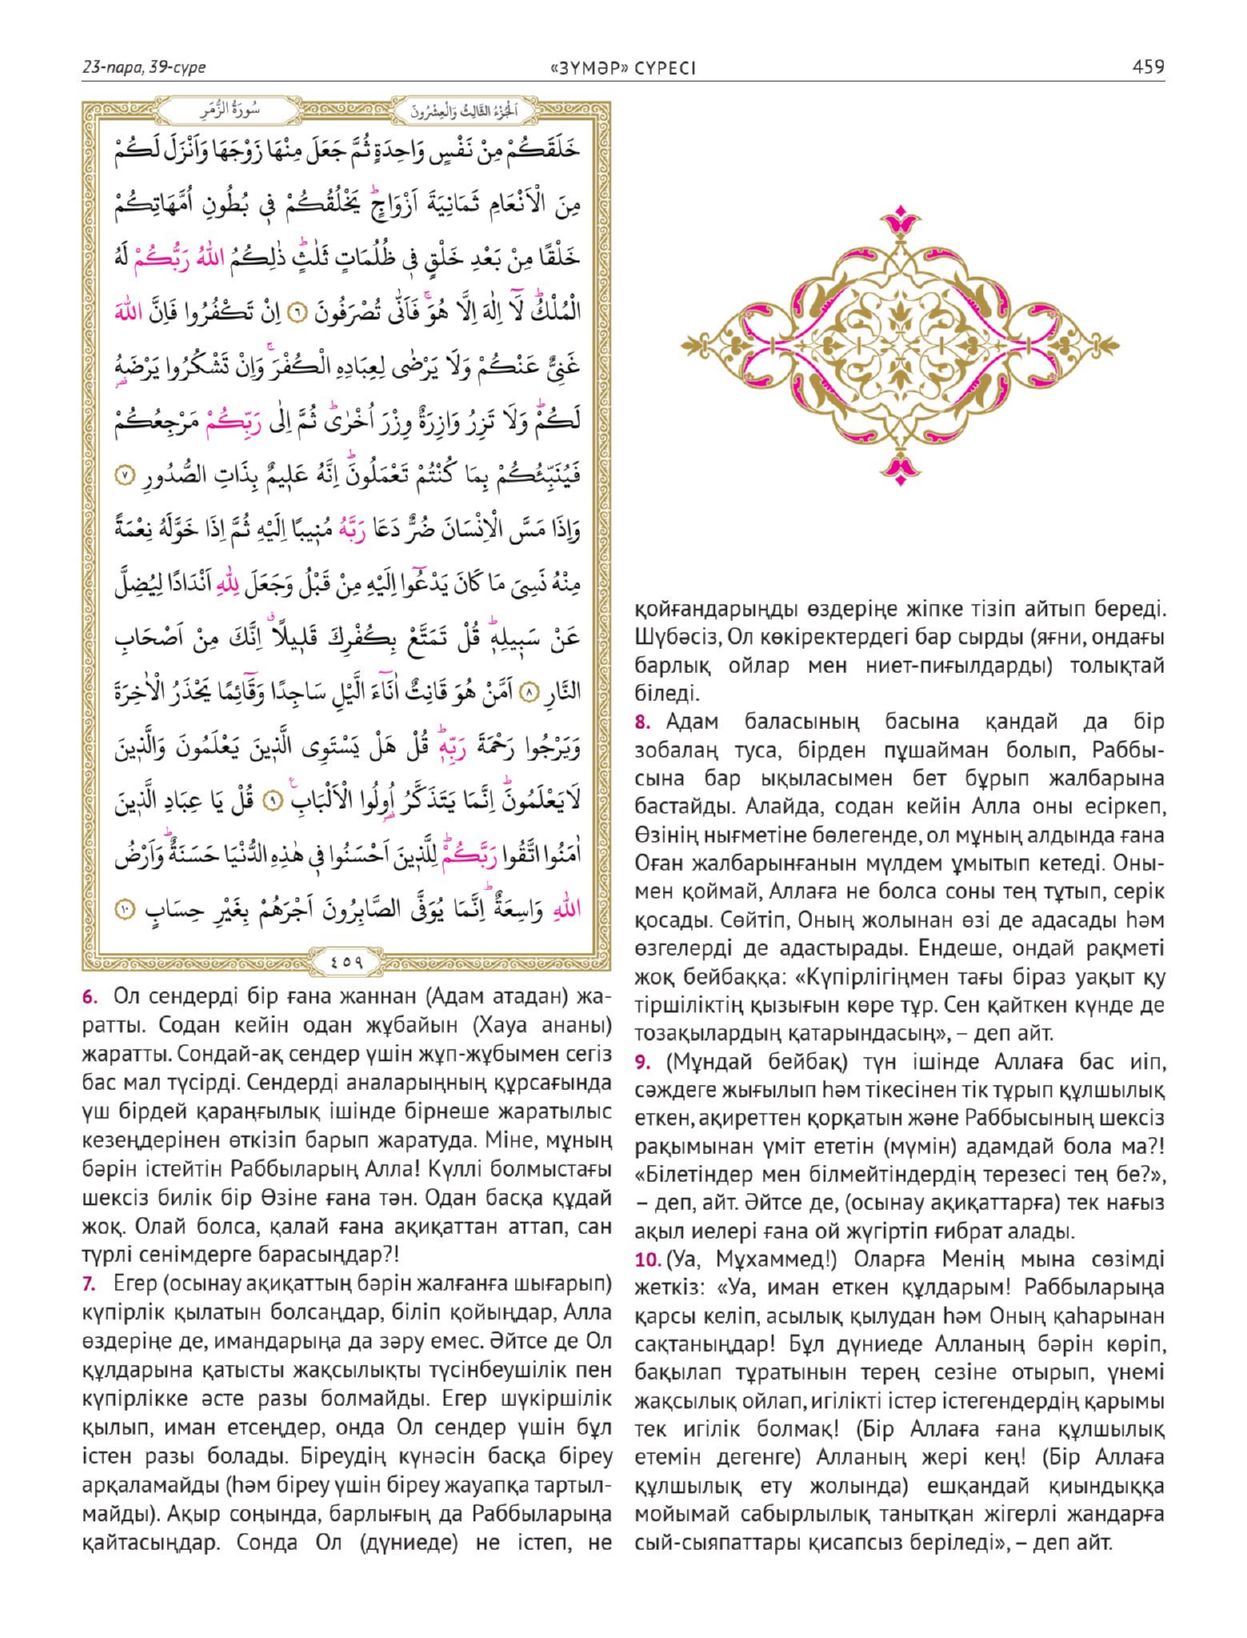 23-пара, 39-сүре
«ЗҮМӘР» СҮРЕСІ
459
سُورَةُ الزُّمَرِ
اَلْجُزْءُ الثَّالِثُ وَالْعِشْرُونَ
خَلَقَكُمْ مِنْ نَفْسٍ وَاحِدَةٍ ثُمَّ جَعَلَ مِنْهَا زَوْجَهَا وَاَنْزَلَ لَكُمْ
مِنَ الْاَنْعَامِ ثَمَانِيَةَ اَزْوَاجٍۜ يَخْلُقُكُمْ ف۪ي بُطُونِ اُمَّهَاتِكُمْ
خَلْقًا مِنْ بَعْدِ خَلْقٍ ف۪ي ظُلُمَاتٍ ثَلٰثٍۜ ذٰلِكُمُ اللّٰهُ رَبُّكُمْ لَهُ
الْمُلْكُۜ لَٓا اِلٰهَ اِلَّا هُوَۚ فَاَنّٰى تُصْرَفُونَ ٦ اِنْ تَكْفُرُوا فَاِنَّ اللّٰهَ
غَنِيٌّ عَنْكُمْ وَلَا يَرْضٰى لِعِبَادِهِ الْكُفْرَۚ وَاِنْ تَشْكُرُوا يَرْضَهُ
لَكُمْۜ وَلَا تَزِرُ وَازِرَةٌ وِزْرَ اُخْرٰىۜ ثُمَّ اِلٰى رَبِّكُمْ مَرْجِعُكُمْ
فَيُنَبِّئُكُمْ بِمَا كُنْتُمْ تَعْمَلُونَۜ اِنَّهُ عَل۪يمٌ بِذَاتِ الصُّدُورِ ٧
وَاِذَا مَسَّ الْاِنْسَانَ ضُرٌّ دَعَا رَبَّهُ مُن۪يبًا اِلَيْهِ ثُمَّ اِذَا خَوَّلَهُ نِعْمَةً
مِنْهُ نَسِيَ مَا كَانَ يَدْعُٓوا اِلَيْهِ مِنْ قَبْلُ وَجَعَلَ لِلّٰهِ اَنْدَادًا لِيُضِلَّ
عَنْ سَب۪يلِه۪ۜ قُلْ تَمَتَّعْ بِكُفْرِكَ قَل۪يلًاۗ اِنَّكَ مِنْ اَصْحَابِ
النَّارِ ٨ اَمَّنْ هُوَ قَانِتٌ اٰنَٓاءَ الَّيْلِ سَاجِدًا وَقَٓائِمًا يَحْذَرُ الْاٰخِرَةَ
وَيَرْجُوا رَحْمَةَ رَبِّه۪ۜ قُلْ هَلْ يَسْتَوِي الَّذ۪ينَ يَعْلَمُونَ وَالَّذ۪ينَ
لَا يَعْلَمُونَۜ اِنَّمَا يَتَذَكَّرُ اُو۬لُوا الْاَلْبَابِ ٩ قُلْ يَا عِبَادِ الَّذ۪ينَ
اٰمَنُوا اتَّقُوا رَبَّكُمْۜ لِلَّذ۪ينَ اَحْسَنُوا ف۪ي هٰذِهِ الدُّنْيَا حَسَنَةٌۜ وَاَرْضُ
اللّٰهِ وَاسِعَةٌۜ اِنَّمَا يُوَفَّى الصَّابِرُونَ اَجْرَهُمْ بِغَيْرِ حِسَابٍ ١٠
٤٥٩
6. Ол сендерді бір ғана жаннан (Адам атадан) жа-
ратты. Содан кейін одан жұбайын (Хауа ананы)
жаратты. Сондай-ақ сендер үшін жұп-жұбымен сегіз
бас мал түсірді. Сендерді аналарыңның құрсағында
үш бірдей қараңғылық ішінде бірнеше жаратылыс
кезеңдерінен өткізіп барып жаратуда. Міне, мұның
бәрін істейтін Раббыларың Алла! Күллі болмыстағы
шексіз билік бір Өзіне ғана тән. Одан басқа құдай
жоқ. Олай болса, қалай ғана ақиқаттан аттап, сан
түрлі сенімдерге барасыңдар?!
7. Егер (осынау ақиқаттың бәрін жалғанға шығарып)
күпірлік қылатын болсаңдар, біліп қойыңдар, Алла
өздеріңе де, имандарыңа да зәру емес. Әйтсе де Ол
құлдарына қатысты жақсылықты түсінбеушілік пен
күпірлікке әсте разы болмайды. Егер шүкіршілік
қылып, иман етсеңдер, онда Ол сендер үшін бұл
істен разы болады. Біреудің күнәсін басқа біреу
арқаламайды (һәм біреу үшін біреу жауапқа тартыл-
майды). Ақыр соңында, барлығың да Раббыларыңа
қайтасыңдар. Сонда Ол (дүниеде) не істеп, не
қойғандарыңды өздеріңе жіпке тізіп айтып береді.
Шүбәсіз, Ол көкіректердегі бар сырды (яғни, ондағы
барлық ойлар мен ниет-пиғылдарды) толықтай
біледі.
8. Адам баласының басына қандай да бір
зобалаң туса, бірден пұшайман болып, Раббы-
сына бар ықыласымен бет бұрып жалбарына
бастайды. Алайда, содан кейін Алла оны есіркеп,
Өзінің нығметіне бөлегенде, ол мұның алдында ғана
Оған жалбарынғанын мүлдем ұмытып кетеді. Оны-
мен қоймай, Аллаға не болса соны тең тұтып, серік
қосады. Сөйтіп, Оның жолынан өзі де адасады һәм
өзгелерді де адастырады. Ендеше, ондай рақметі
жоқ бейбаққа: «Күпірлігіңмен тағы біраз уақыт қу
тіршіліктің қызығын көре тұр. Сен қайткен күнде де
тозақылардың қатарындасың», – деп айт.
9. (Мұндай бейбақ) түн ішінде Аллаға бас иіп,
сәждеге жығылып һәм тікесінен тік тұрып құлшылық
еткен, ақиреттен қорқатын және Раббысының шексіз
рақымынан үміт ететін (мүмін) адамдай бола ма?!
«Білетіндер мен білмейтіндердің терезесі тең бе?»,
– деп, айт. Әйтсе де, (осынау ақиқаттарға) тек нағыз
ақыл иелері ғана ой жүгіртіп ғибрат алады.
10. (Уа, Мұхаммед!) Оларға Менің мына сөзімді
жеткіз: «Уа, иман еткен құлдарым! Раббыларыңа
қарсы келіп, асылық қылудан һәм Оның қаһарынан
сақтаныңдар! Бұл дүниеде Алланың бәрін көріп,
бақылап тұратынын терең сезіне отырып, үнемі
жақсылық ойлап, игілікті істер істегендердің қарымы
тек игілік болмақ! (Бір Аллаға ғана құлшылық
етемін дегенге) Алланың жері кең! (Бір Аллаға
құлшылық ету жолында) ешқандай қиындыққа
мойымай сабырлылық танытқан жігерлі жандарға
сый-сыяпаттары қисапсыз беріледі», – деп айт.